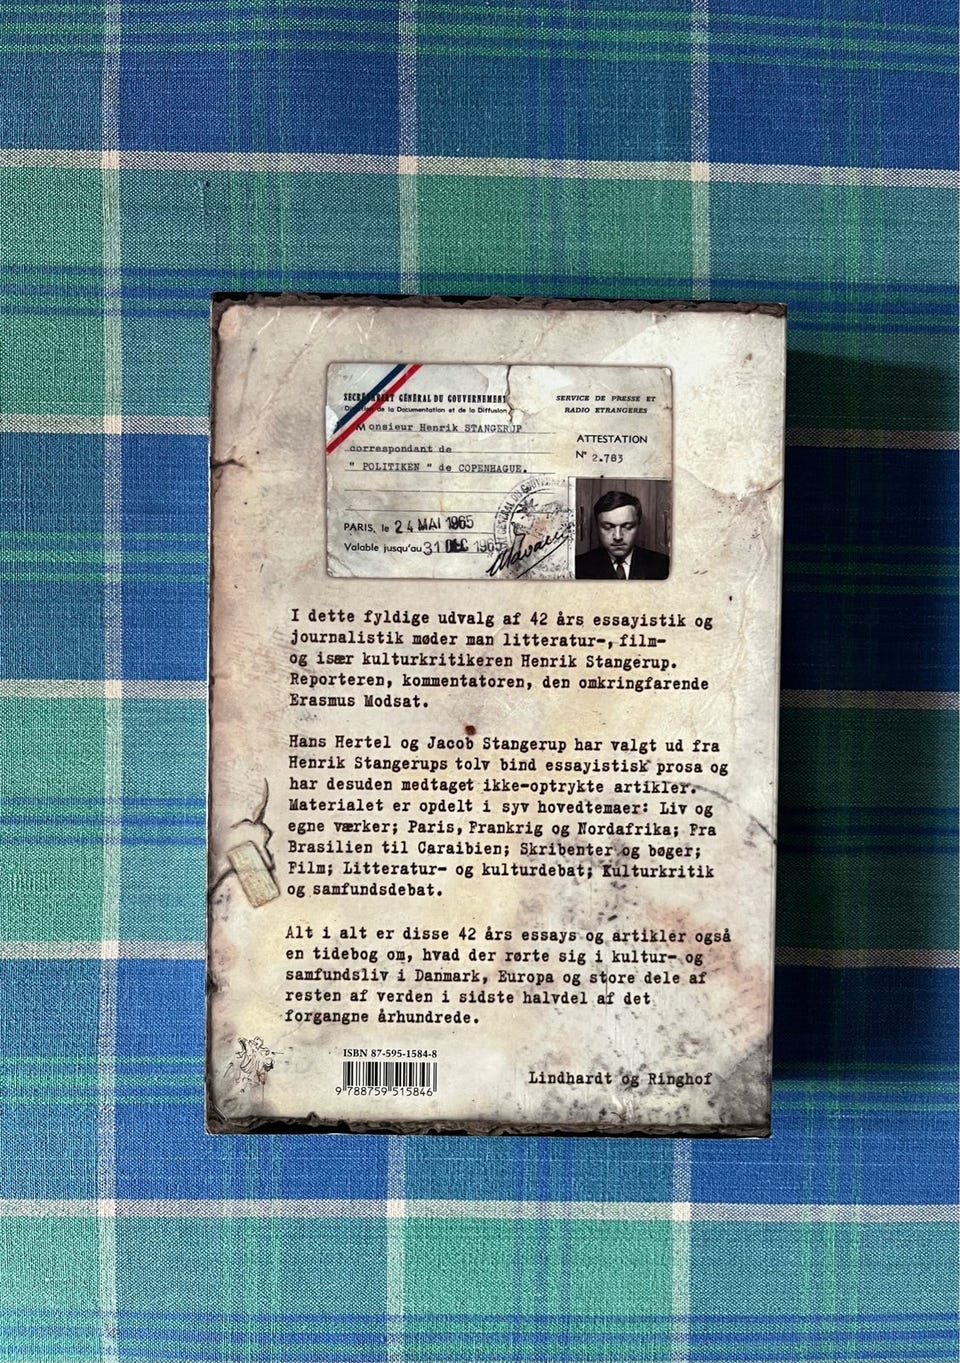 SECRÉTARIAT GÉNÉRAL DU GOUVERNEMENT
Direction de la Documentation et de la Diffusion
Monsieur Henrik STANGERUP
correspondant de
" POLITIKEN " de COPENHAGUE.
PARIS, le 24 MAI 1965
Valable jusqu'au 31 DEC 1965
SERVICE DE PRESSE ET
RADIO ETRANGERES
ATTESTATION
N° 2.783
I dette fyldige udvalg af 42 års essayistik og
journalistik møder man litteratur-, film-
og især kulturkritikeren Henrik Stangerup.
Reporteren, kommentatoren, den omkringfarende
Erasmus Modsat.
Hans Hertel og Jacob Stangerup har valgt ud fra
Henrik Stangerups tolv bind essayistisk prosa og
har desuden medtaget ikke-optrykte artikler.
Materialet er opdelt i syv hovedtemaer: Liv og
egne værker; Paris, Frankrig og Nordafrika; Fra
Brasilien til Caraibien; Skribenter og bøger;
Film; Litteratur- og kulturdebat; Kulturkritik
og samfundsdebat.
Alt i alt er disse 42 års essays og artikler også
en tidebog om, hvad der rørte sig i kultur- og
samfundsliv i Danmark, Europa og store dele af
resten af verden i sidste halvdel af det
forgangne århundrede.
ISBN 87-595-1584-8
9 788759 515846
Lindhardt og Ringhof